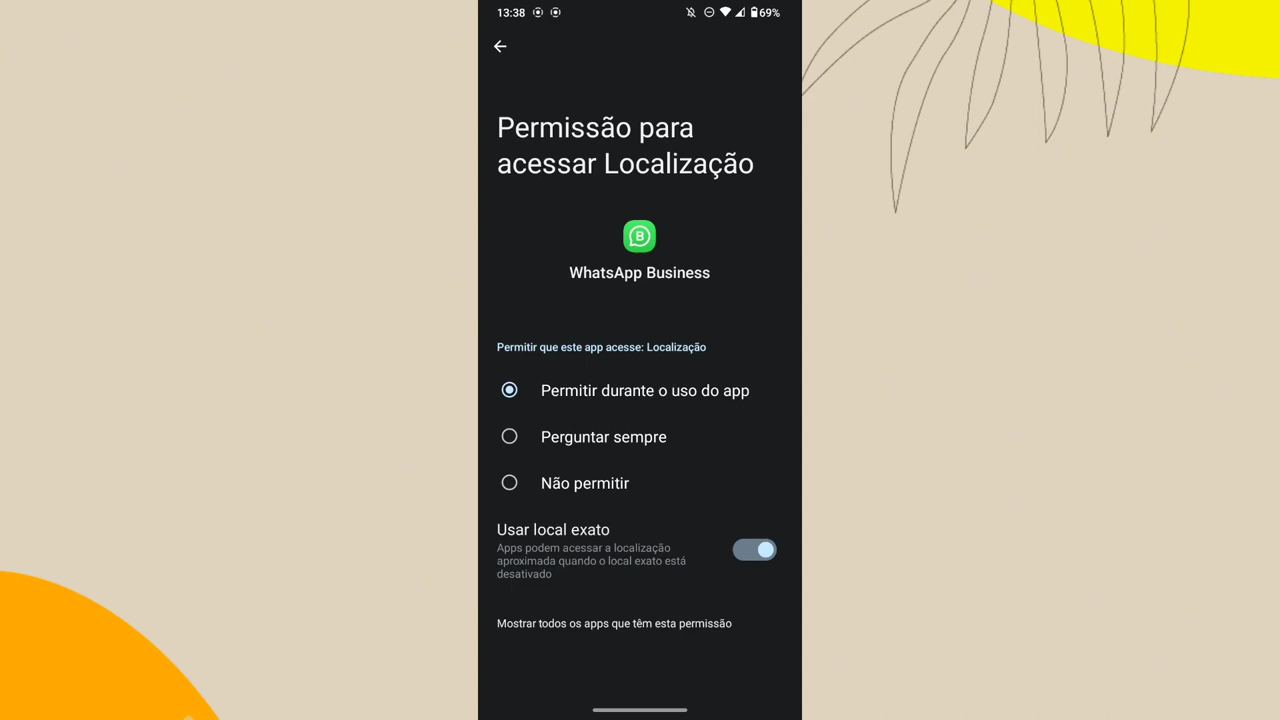 13:38
69%
Permissão para
acessar Localização
B
WhatsApp Business
Permitir que este app acesse: Localização
Permitir durante o uso do app
Perguntar sempre
Não permitir
Usar local exato
Apps podem acessar a localização
aproximada quando o local exato está
desativado
Mostrar todos os apps que têm esta permissão